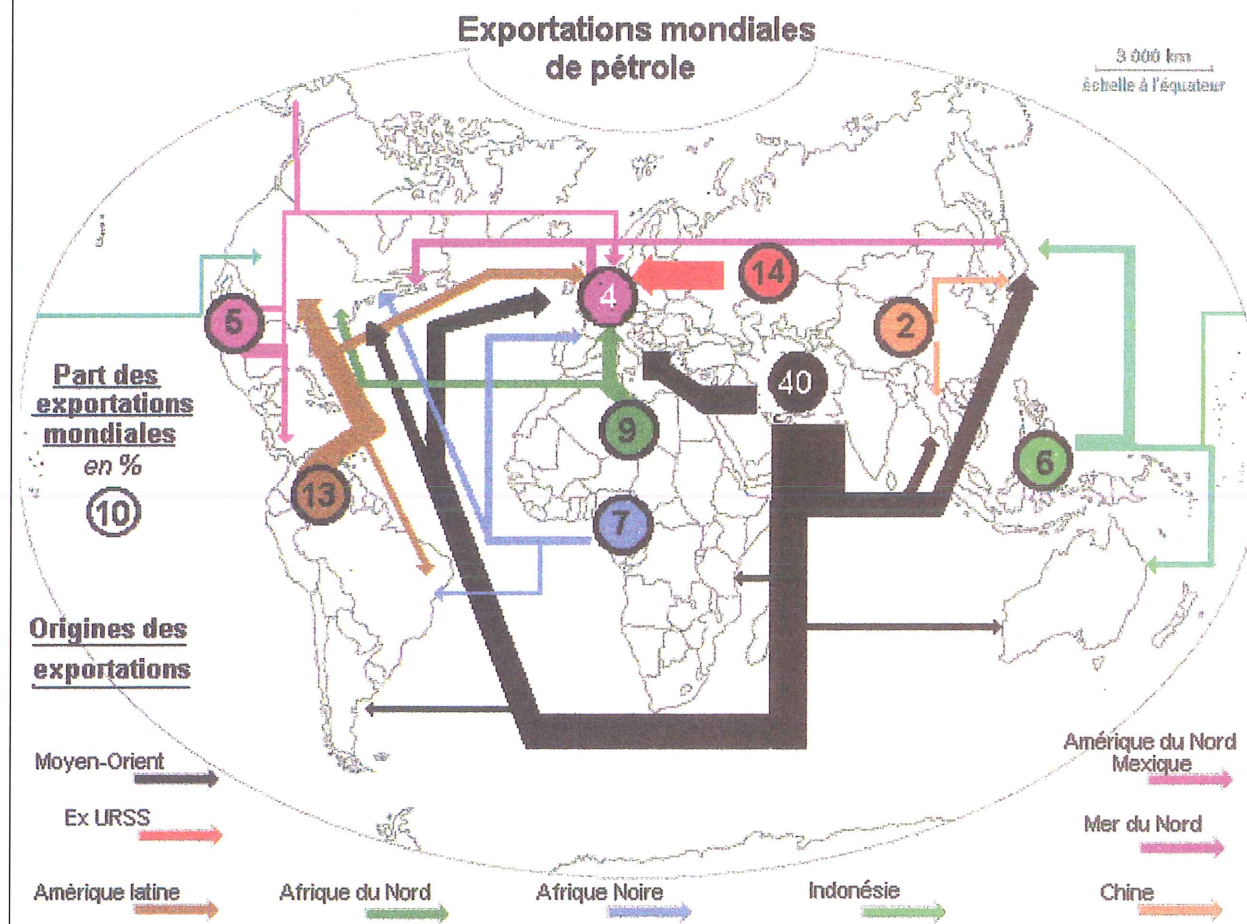 Exportations mondiales
de pétrole
3 000 km
échelle à l'équateur
5
4
14
2
40
9
6
13
7
Part des
exportations
mondiales
en %
10
Origines des
exportations
Moyen-Orient
Ex URSS
Amérique latine
Afrique du Nord
Afrique Noire
Indonésie
Amérique du Nord
Mexique
Mer du Nord
Chine